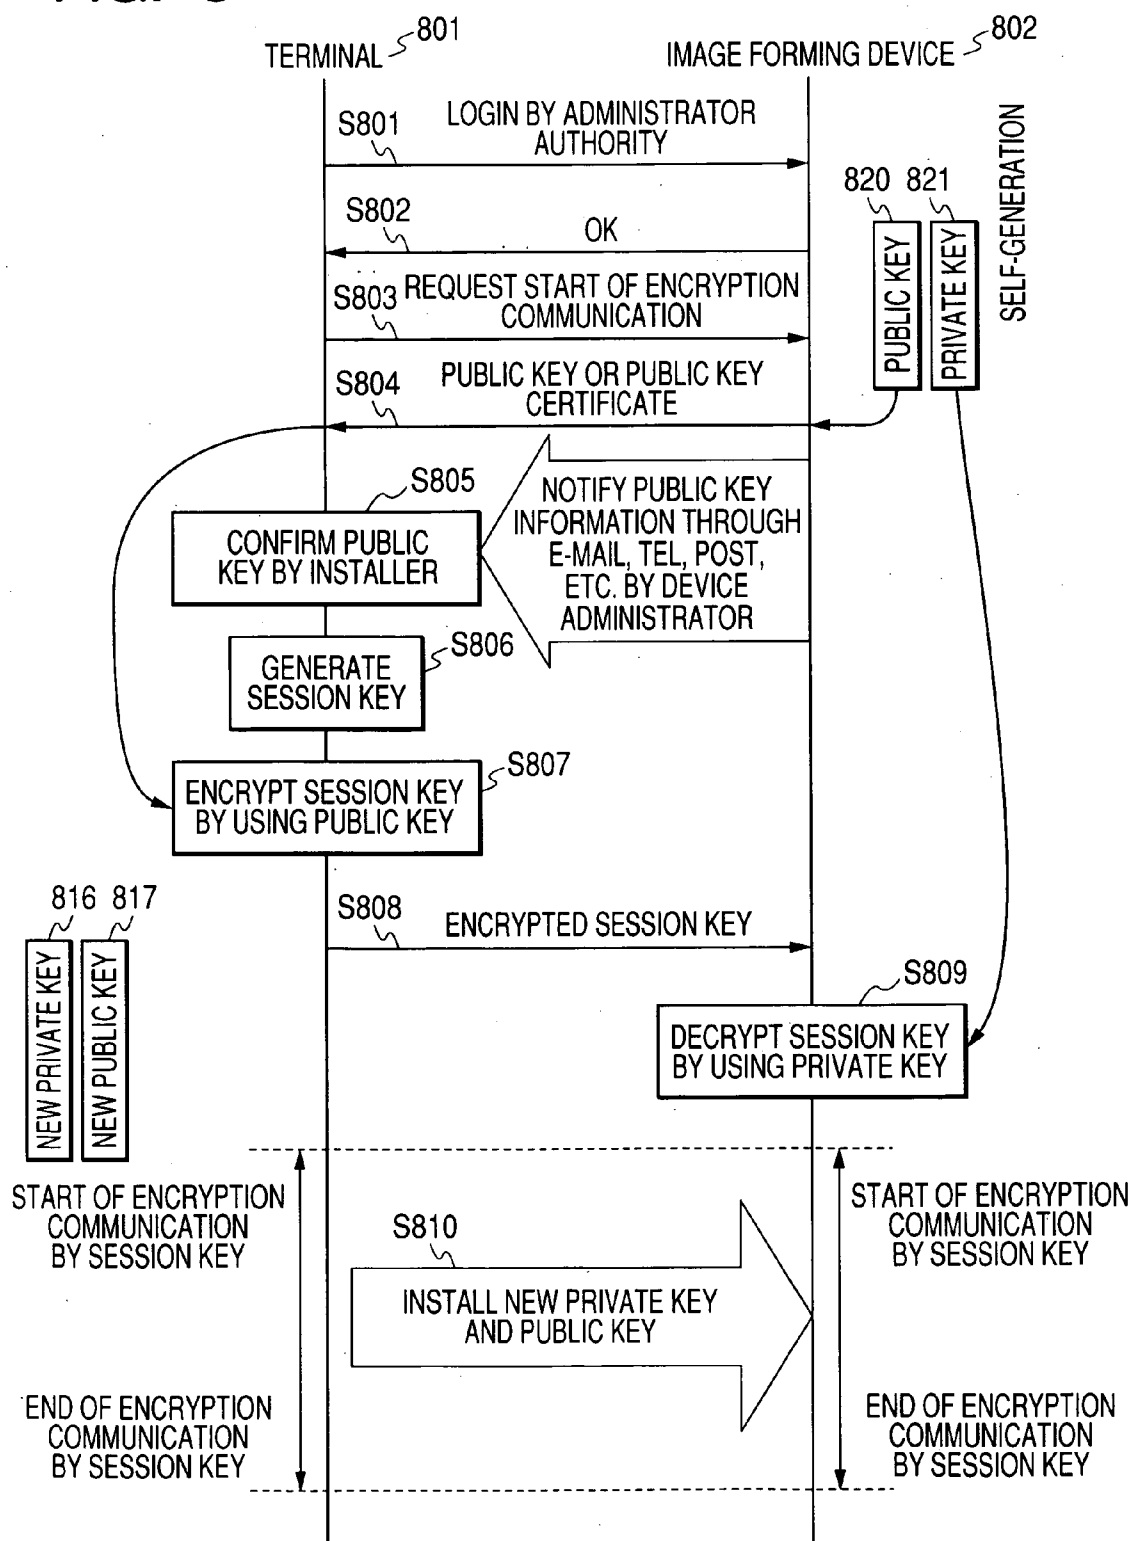 TERMINAL 801
IMAGE FORMING DEVICE 802
S801
LOGIN BY ADMINISTRATOR
AUTHORITY
SELF-GENERATION
820 821
PUBLIC KEY
PRIVATE KEY
S802
OK
S803
REQUEST START OF ENCRYPTION
COMMUNICATION
S804
PUBLIC KEY OR PUBLIC KEY
CERTIFICATE
S805
CONFIRM PUBLIC
KEY BY INSTALLER
NOTIFY PUBLIC KEY
INFORMATION THROUGH
E-MAIL, TEL, POST,
ETC. BY DEVICE
ADMINISTRATOR
S806
GENERATE
SESSION KEY
S807
ENCRYPT SESSION KEY
BY USING PUBLIC KEY
816 817
NEW PRIVATE KEY
NEW PUBLIC KEY
S808
ENCRYPTED SESSION KEY
S809
DECRYPT SESSION KEY
BY USING PRIVATE KEY
START OF ENCRYPTION
COMMUNICATION
BY SESSION KEY
START OF ENCRYPTION
COMMUNICATION
BY SESSION KEY
S810
INSTALL NEW PRIVATE KEY
AND PUBLIC KEY
END OF ENCRYPTION
COMMUNICATION
BY SESSION KEY
END OF ENCRYPTION
COMMUNICATION
BY SESSION KEY